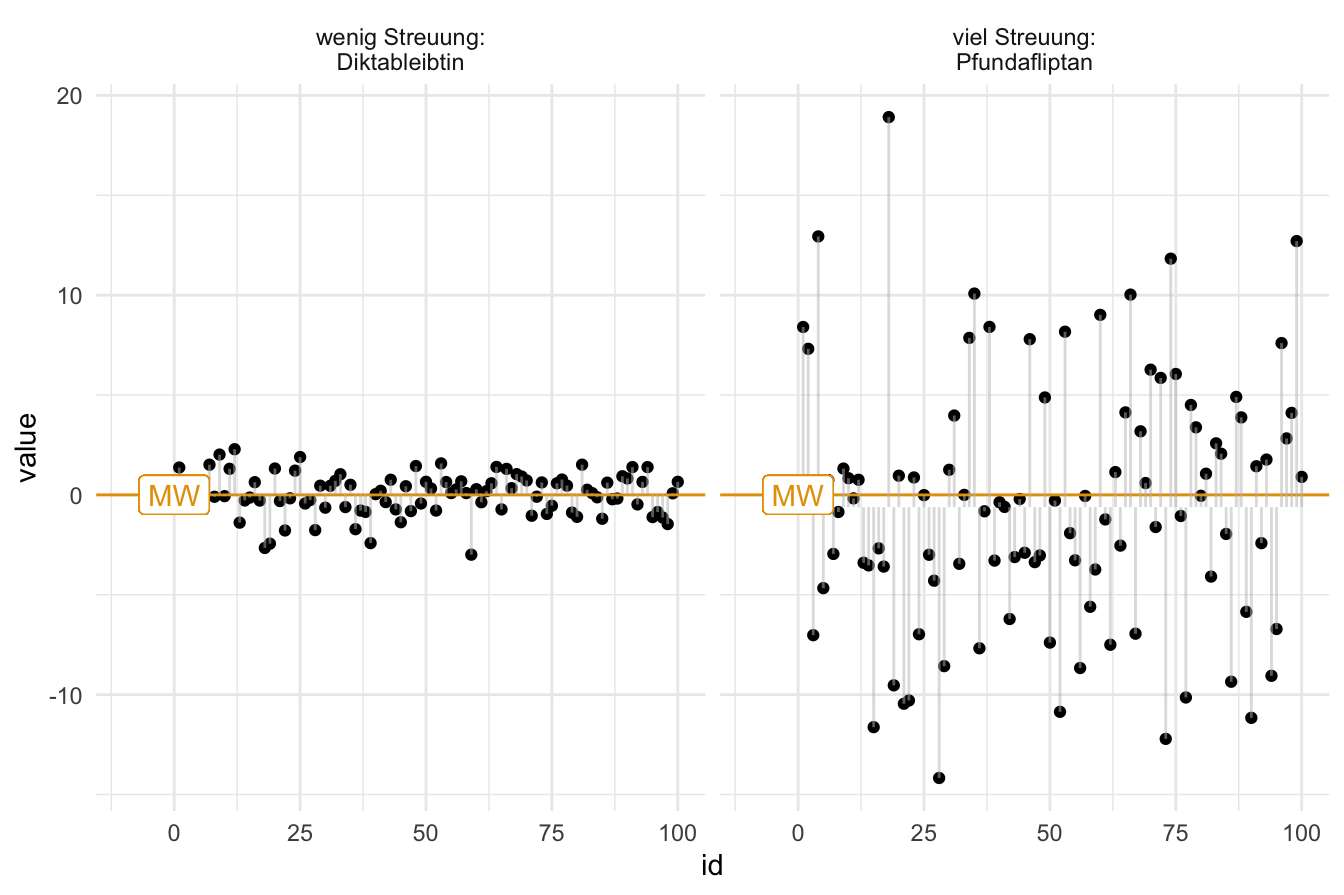 wenig Streuung:
Diktableibtin
viel Streuung:
Pfundafliptan
20
10
0
-10
value
MW
MW
0 25 50 75 100
0 25 50 75 100
id